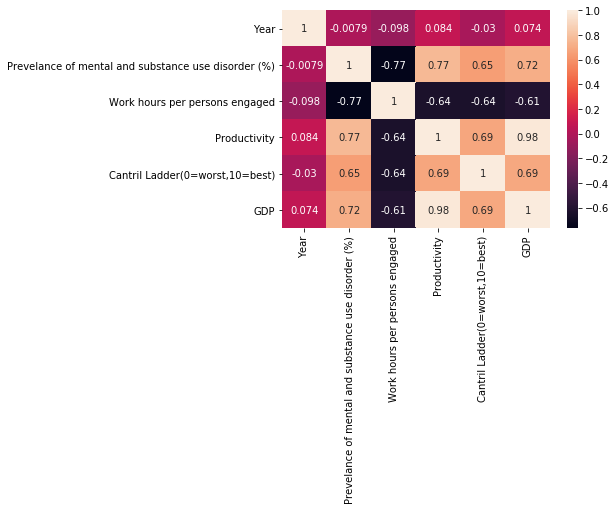 Year 1 -0.0079 -0.098 0.084 -0.03 0.074
Prevelance of mental and substance use disorder (%) -0.0079 1 -0.77 0.77 0.65 0.72
Work hours per persons engaged -0.098 -0.77 1 -0.64 -0.64 -0.61
Productivity 0.084 0.77 -0.64 1 0.69 0.98
Cantril Ladder(0=worst,10=best) -0.03 0.65 -0.64 0.69 1 0.69
GDP 0.074 0.72 -0.61 0.98 0.69 1
Year
Prevelance of mental and substance use disorder (%)
Work hours per persons engaged
Productivity
Cantril Ladder(0=worst,10=best)
GDP
1.0
0.8
0.6
0.4
0.2
0.0
−0.2
−0.4
−0.6